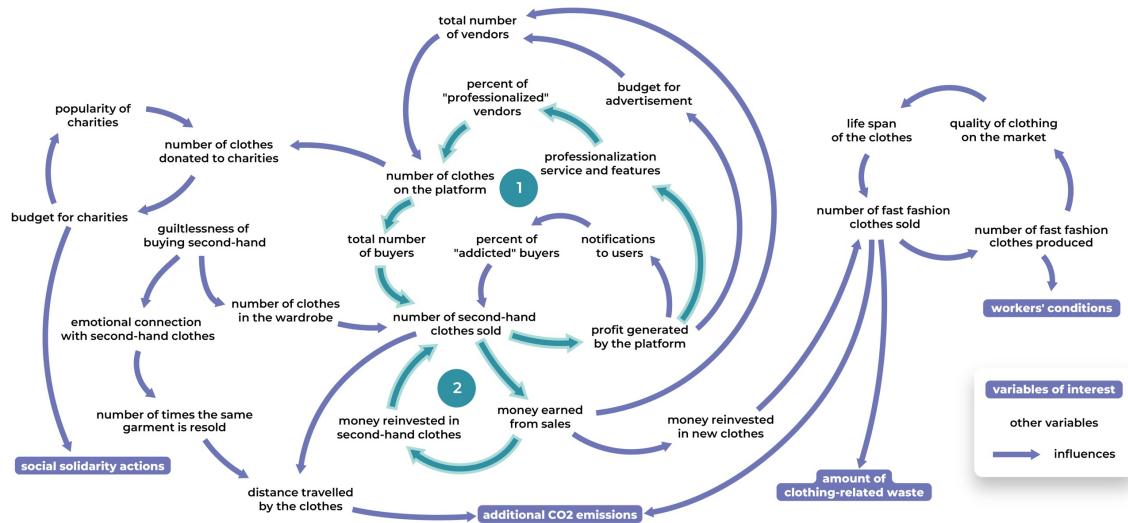 total number
of vendors
percent of
"professionalized"
vendors
budget for
advertisement
popularity of
charities
number of clothes
donated to charities
life span
of the clothes
quality of clothing
on the market
number of clothes
on the platform
1
professionalization
service and features
budget for charities
guiltlessness of
buying second-hand
total number
of buyers
percent of
"addicted" buyers
notifications
to users
number of fast fashion
clothes sold
number of fast fashion
clothes produced
workers' conditions
emotional connection
with second-hand clothes
number of clothes
in the wardrobe
number of second-hand
clothes sold
profit generated
by the platform
2
number of times the same
garment is resold
money reinvested in
second-hand clothes
money earned
from sales
money reinvested
in new clothes
social solidarity actions
distance travelled
by the clothes
additional CO2 emissions
amount of
clothing-related waste
variables of interest
other variables
influences